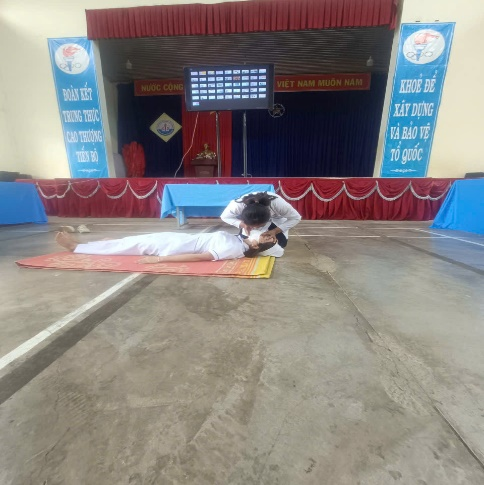 ĐOÀN KẾT
TRUNG THỰC
CAO THƯỢNG
TIẾN BỘ
NƯỚC CỘNG
VIỆT NAM MUÔN NĂM
KHOẺ ĐỂ
XÂY DỰNG
VÀ BẢO VỆ
TỔ QUỐC